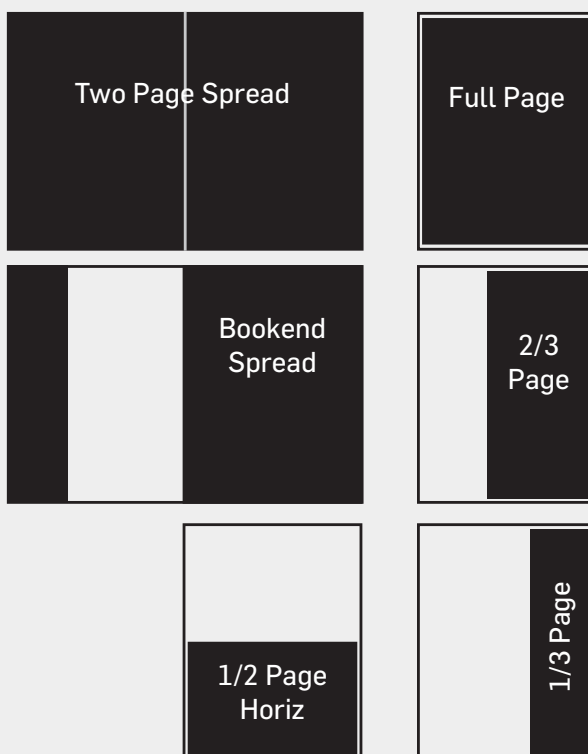 Two Page Spread
Full Page
Bookend
Spread
2/3
Page
1/2 Page
Horiz
1/3 Page